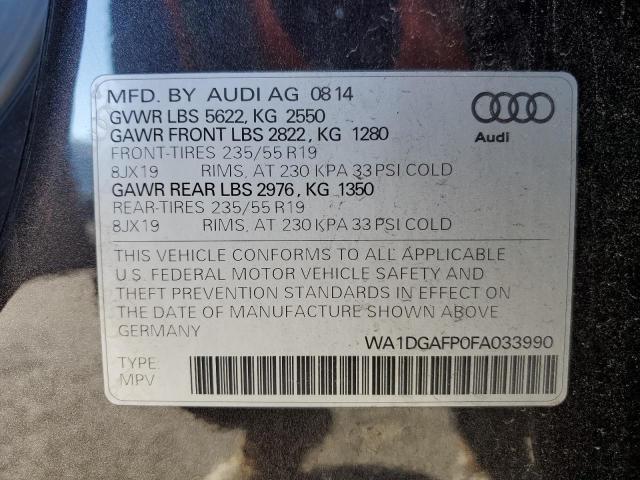 MFD. BY AUDI AG 08 14
GVWR LBS 5622, KG 2550
GAWR FRONT LBS 2822, KG 1280
FRONT-TIRES 235/55 R19
8JX19 RIMS, AT 230 KPA 33 PSI COLD
GAWR REAR LBS 2976, KG 1350
REAR-TIRES 235/55 R19
8JX19 RIMS, AT 230 KPA 33 PSI COLD
Audi
THIS VEHICLE CONFORMS TO ALL APPLICABLE
U.S. FEDERAL MOTOR VEHICLE SAFETY AND
THEFT PREVENTION STANDARDS IN EFFECT ON
THE DATE OF MANUFACTURE SHOWN ABOVE
GERMANY
WA1DGAFP0FA033990
TYPE:
MPV